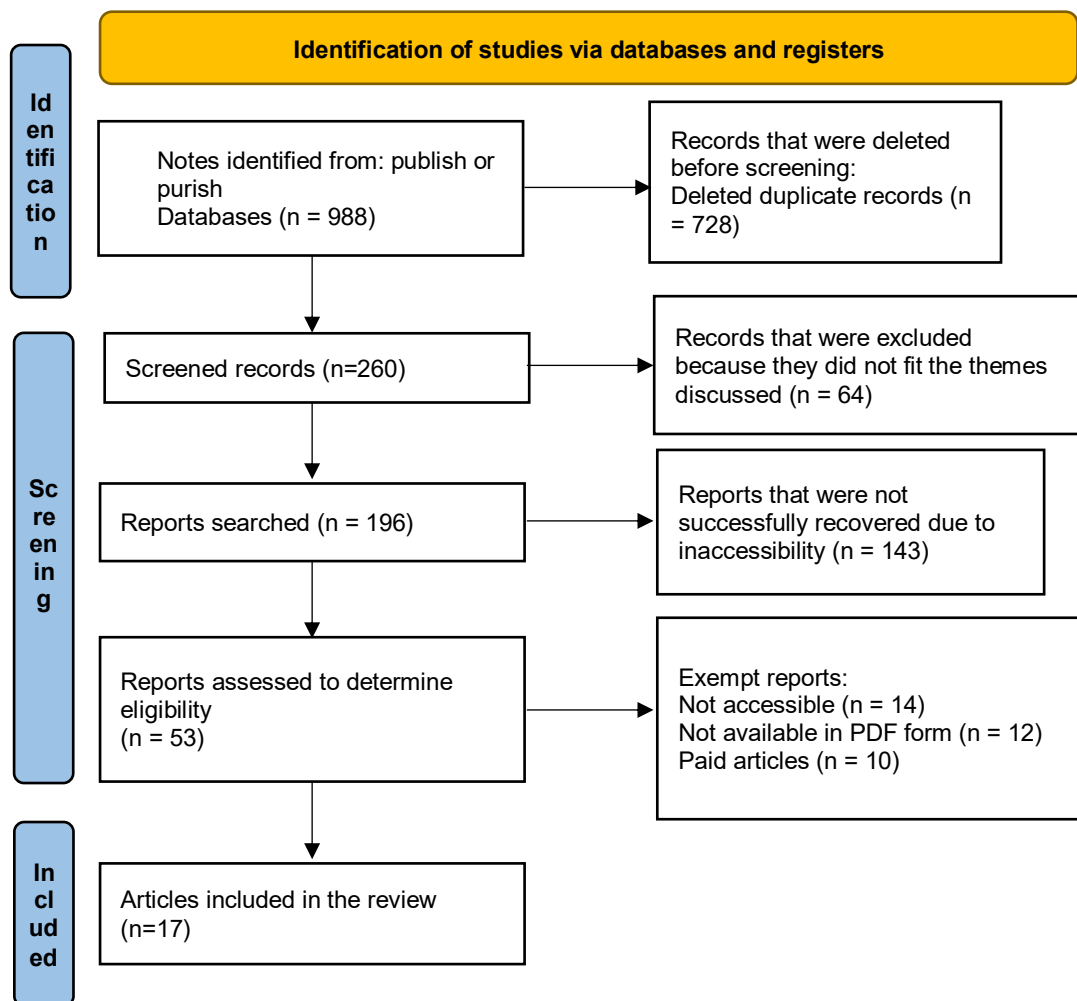 Identification of studies via databases and registers
Id
en
tifi
ca
tio
n
Notes identified from: publish or
purish
Databases (n = 988)
Records that were deleted
before screening:
Deleted duplicate records (n
= 728)
Screened records (n=260)
Records that were excluded
because they did not fit the themes
discussed (n = 64)
Sc
re
en
in
g
Reports searched (n = 196)
Reports that were not
successfully recovered due to
inaccessibility (n = 143)
Reports assessed to determine
eligibility
(n = 53)
Exempt reports:
Not accessible (n = 14)
Not available in PDF form (n = 12)
Paid articles (n = 10)
In
cl
ud
ed
Articles included in the review
(n=17)